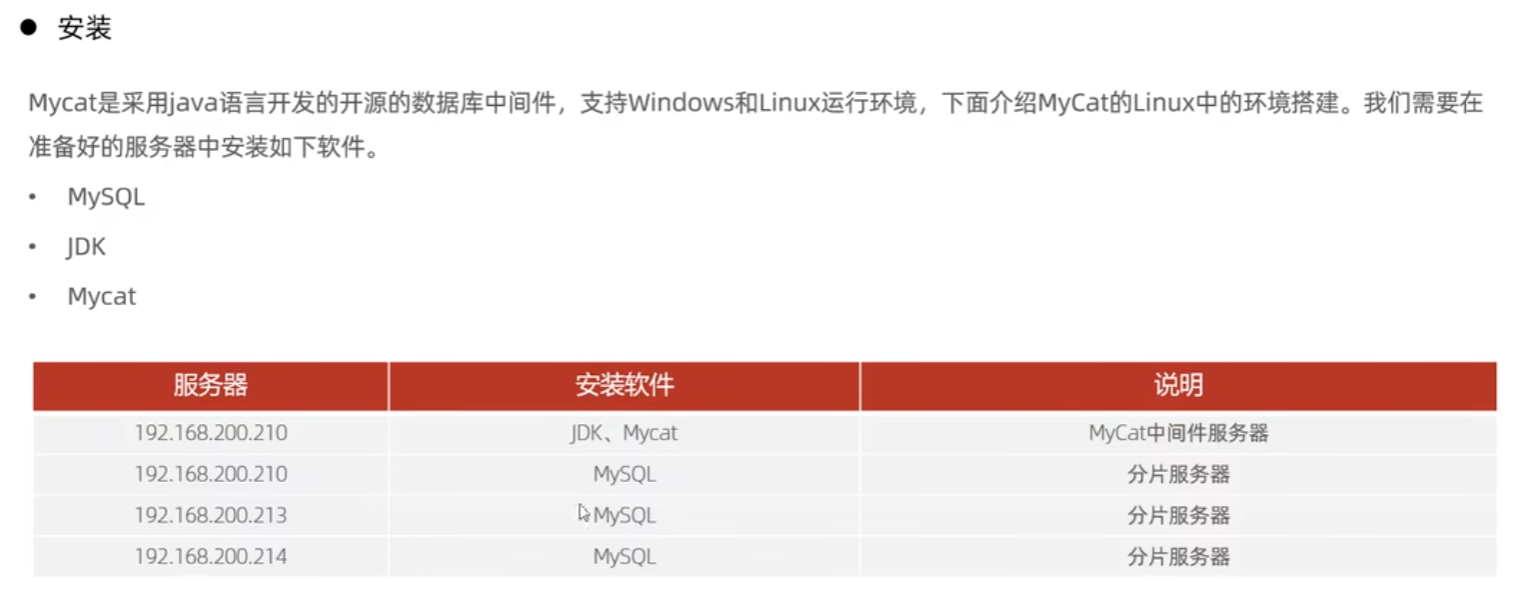 ● 安装
Mycat是采用java语言开发的开源的数据库中间件，支持Windows和Linux运行环境，下面介绍MyCat的Linux中的环境搭建。我们需要在
准备好的服务器中安装如下软件。
• MySQL
• JDK
• Mycat
服务器 安装软件 说明
192.168.200.210 JDK、Mycat MyCat中间件服务器
192.168.200.210 MySQL 分片服务器
192.168.200.213 MySQL 分片服务器
192.168.200.214 MySQL 分片服务器